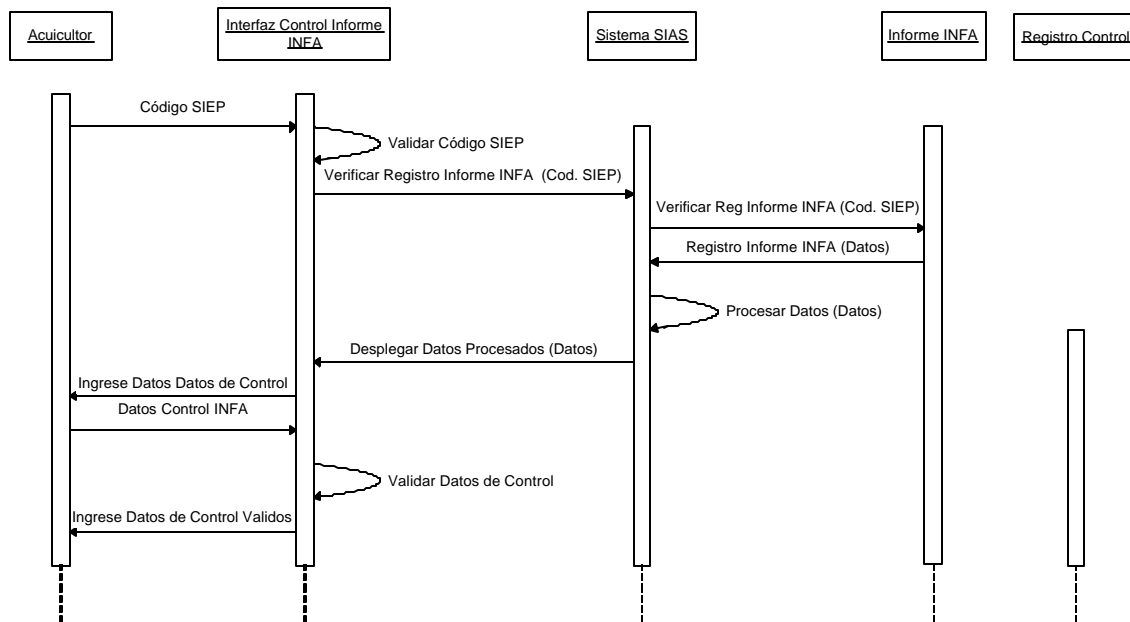 Acuicultor
Interfaz Control Informe
INFA
Sistema SIAS
Informe INFA
Registro Control
Código SIEP
Validar Código SIEP
Verificar Registro Informe INFA (Cod. SIEP)
Verificar Reg Informe INFA (Cod. SIEP)
Registro Informe INFA (Datos)
Procesar Datos (Datos)
Desplegar Datos Procesados (Datos)
Ingrese Datos Datos de Control
Datos Control INFA
Validar Datos de Control
Ingrese Datos de Control Validos